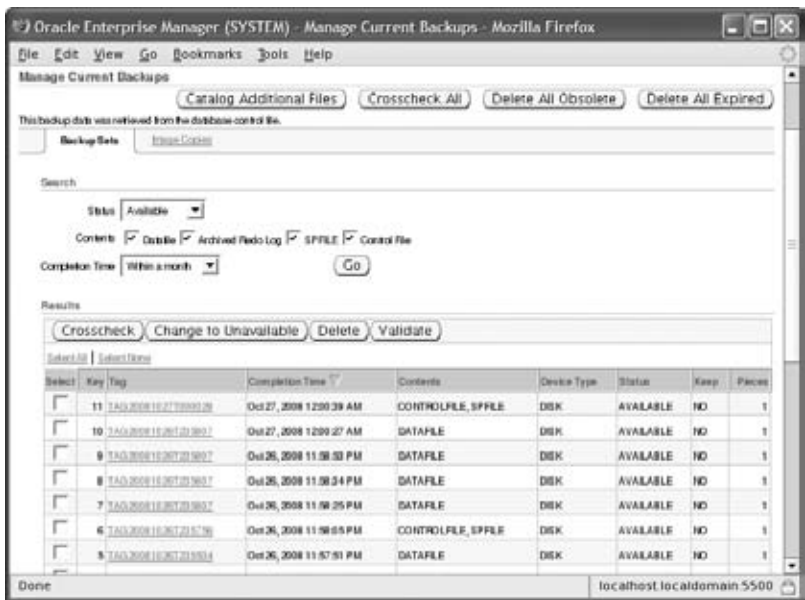 Oracle Enterprise Manager (SYSTEM) - Manage Current Backups - Mozilla Firefox
File Edit View Go Bookmarks Tools Help
Manage Current Backups
Catalog Additional Files Crosscheck All Delete All Obsolete Delete All Expired
This backup data was retrieved from the database control file.
Backup Sets Image Copies
Search
Status Available
Contents Datafile Archived Redo Log SPFILE Control File
Completion Time Within a month Go
Results
Crosscheck Change to Unavailable Delete Validate
Select All Select None
Select Key Tag Completion Time Contents Device Type Status Keep Pieces
11 Oct 27, 2008 12:00:39 AM CONTROLFILE, SPFILE DISK AVAILABLE NO 1
10 Oct 27, 2008 12:00:27 AM DATAFILE DISK AVAILABLE NO 1
9 Oct 26, 2008 11:58:53 PM DATAFILE DISK AVAILABLE NO 1
8 Oct 26, 2008 11:58:34 PM DATAFILE DISK AVAILABLE NO 1
7 Oct 26, 2008 11:58:25 PM DATAFILE DISK AVAILABLE NO 1
6 Oct 26, 2008 11:58:05 PM CONTROLFILE, SPFILE DISK AVAILABLE NO 1
5 Oct 26, 2008 11:57:51 PM DATAFILE DISK AVAILABLE NO 1
Done localhost.localdomain:5500